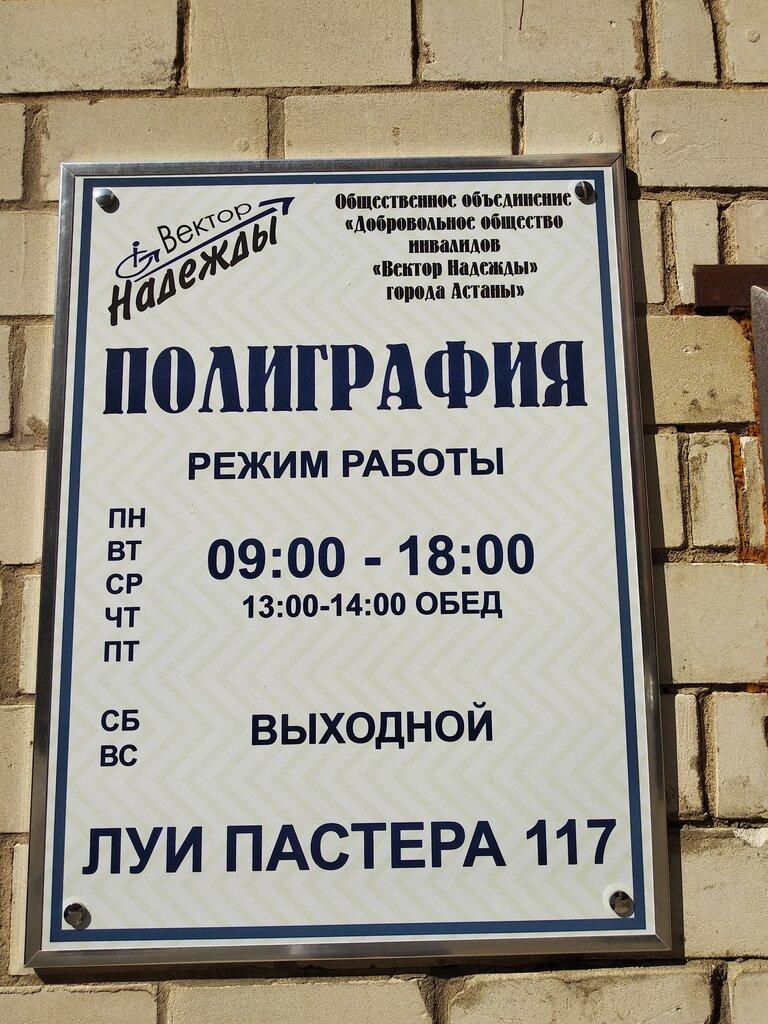 Вектор
Надежды
Общественное объединение
«Добровольное общество
инвалидов
«Вектор Надежды»
города Астаны»
ПОЛИГРАФИЯ
РЕЖИМ РАБОТЫ
ПН
ВТ
СР
ЧТ
ПТ
09:00 - 18:00
13:00-14:00 ОБЕД
СБ
ВС
ВЫХОДНОЙ
ЛУИ ПАСТЕРА 117